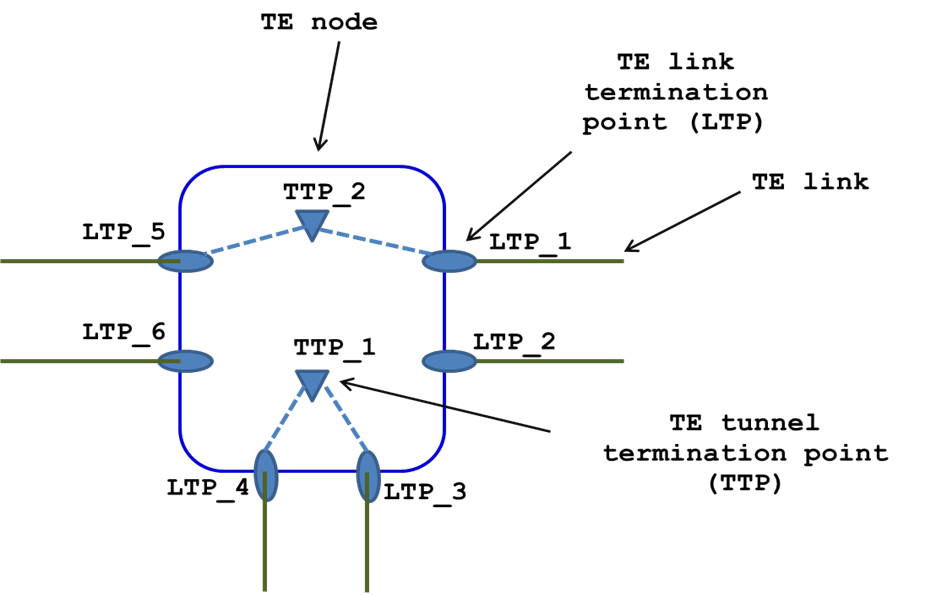 TE node
TE link
termination
point (LTP)
TE link
TTP_2
LTP_5
LTP_1
LTP_6
LTP_2
TTP_1
TE tunnel
termination point
(TTP)
LTP_4
LTP_3